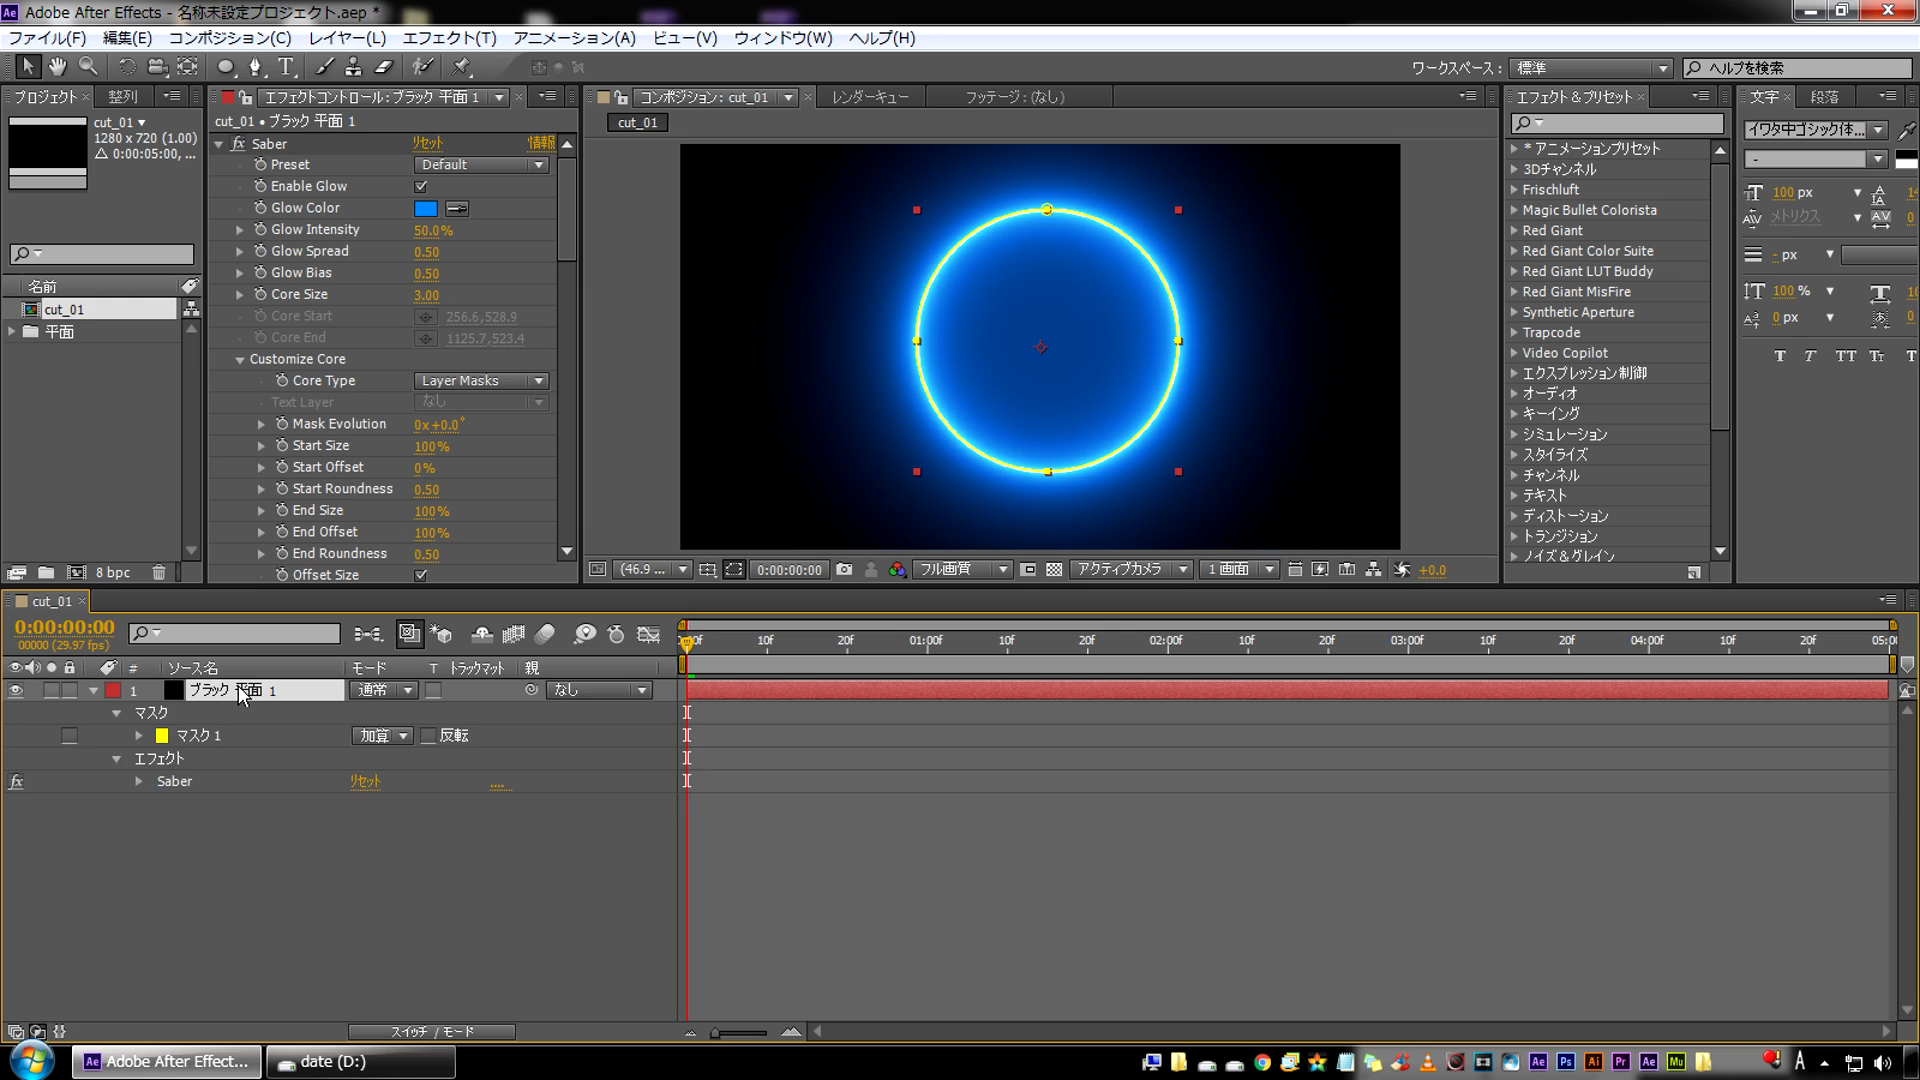 Adobe After Effects - 名称未設定プロジェクト.aep *
ファイル(F) 編集(E) コンポジション(C) レイヤー(L) エフェクト(T) アニメーション(A) ビュー(V) ウィンドウ(W) ヘルプ(H)
ワークスペース : 標準 ヘルプを検索
プロジェクト 整列
cut_01
1280 x 720 (1.00)
Δ 0:00:05:00, ...
名前
cut_01
平面
8 bpc
エフェクトコントロール : ブラック 平面 1
cut_01 • ブラック 平面 1
Saber リセット 情報
Preset Default
Enable Glow
Glow Color
Glow Intensity 50.0%
Glow Spread 0.50
Glow Bias 0.50
Core Size 3.00
Core Start 256.6,528.9
Core End 1125.7,523.4
Customize Core
Core Type Layer Masks
Text Layer なし
Mask Evolution 0x+0.0°
Start Size 100%
Start Offset 0%
Start Roundness 0.50
End Size 100%
End Offset 100%
End Roundness 0.50
Offset Size
コンポジション : cut_01 レンダーキュー フッテージ : (なし)
cut_01
(46.9 ... 0:00:00:00 フル画質 アクティブカメラ 1 画面 +0.0
エフェクト＆プリセット
* アニメーションプリセット
3Dチャンネル
Frischluft
Magic Bullet Colorista
Red Giant
Red Giant Color Suite
Red Giant LUT Buddy
Red Giant MisFire
Synthetic Aperture
Trapcode
Video Copilot
エクスプレッション制御
オーディオ
キーイング
シミュレーション
スタイライズ
チャンネル
テキスト
ディストーション
トランジション
ノイズ＆グレイン
文字 段落
イワタ中ゴシック体...
-
100 px
メトリクス
- px
100 %
0 px
cut_01
0:00:00:00
00000 (29.97 fps)
10f 20f 01:00f 10f 20f 02:00f 10f 20f 03:00f 10f 20f 04:00f 10f 20f
# ソース名 モード T トラックマット 親
1 ブラック 平面 1 通常 なし
マスク
マスク 1 加算 反転
エフェクト
Saber リセット ....
スイッチ / モード
Adobe After Effect... date (D:)
Ae Ps Ai Pr Ae Mu A